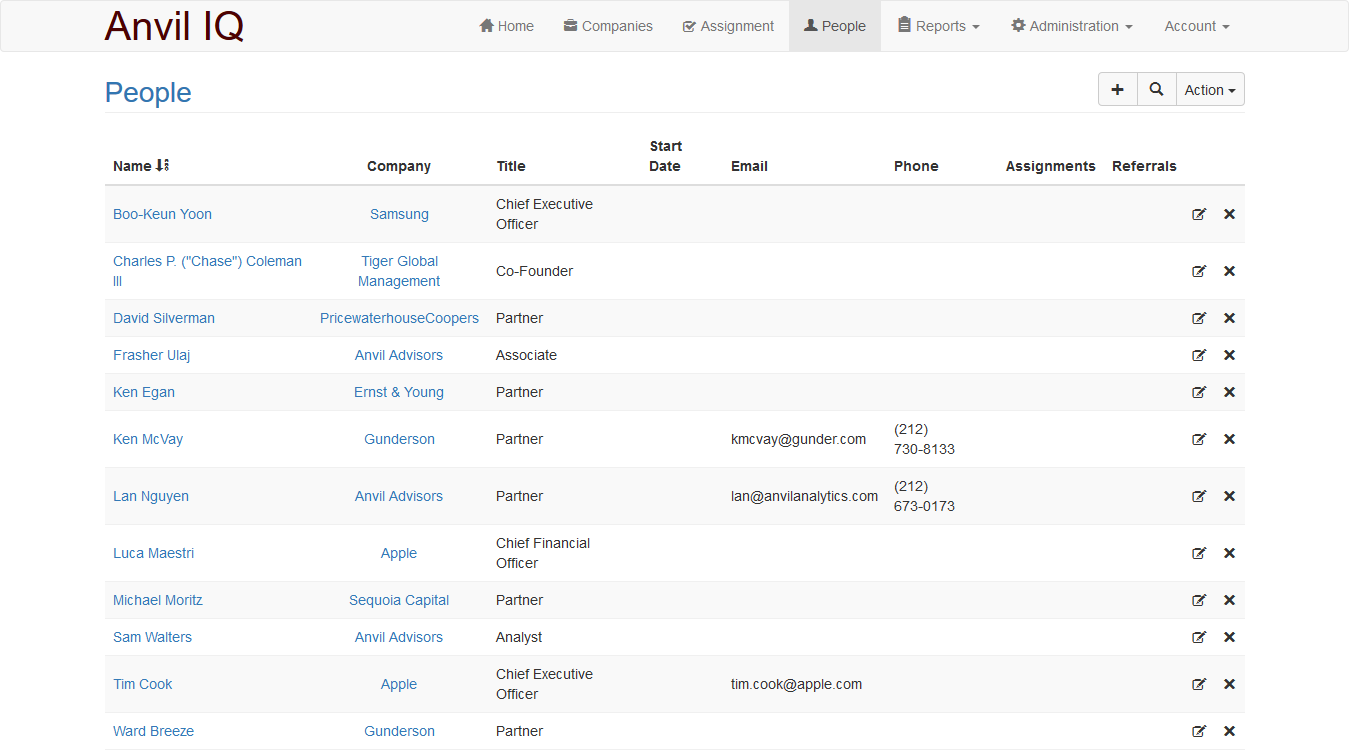 Anvil IQ
Home Companies Assignment People Reports Administration Account
People
Action
Name Company Title Start Date Email Phone Assignments Referrals
Boo-Keun Yoon Samsung Chief Executive Officer
Charles P. ("Chase") Coleman III Tiger Global Management Co-Founder
David Silverman PricewaterhouseCoopers Partner
Frasher Ulaj Anvil Advisors Associate
Ken Egan Ernst & Young Partner
Ken McVay Gunderson Partner kmcvay@gunder.com (212) 730-8133
Lan Nguyen Anvil Advisors Partner lan@anvilanalytics.com (212) 673-0173
Luca Maestri Apple Chief Financial Officer
Michael Moritz Sequoia Capital Partner
Sam Walters Anvil Advisors Analyst
Tim Cook Apple Chief Executive Officer tim.cook@apple.com
Ward Breeze Gunderson Partner